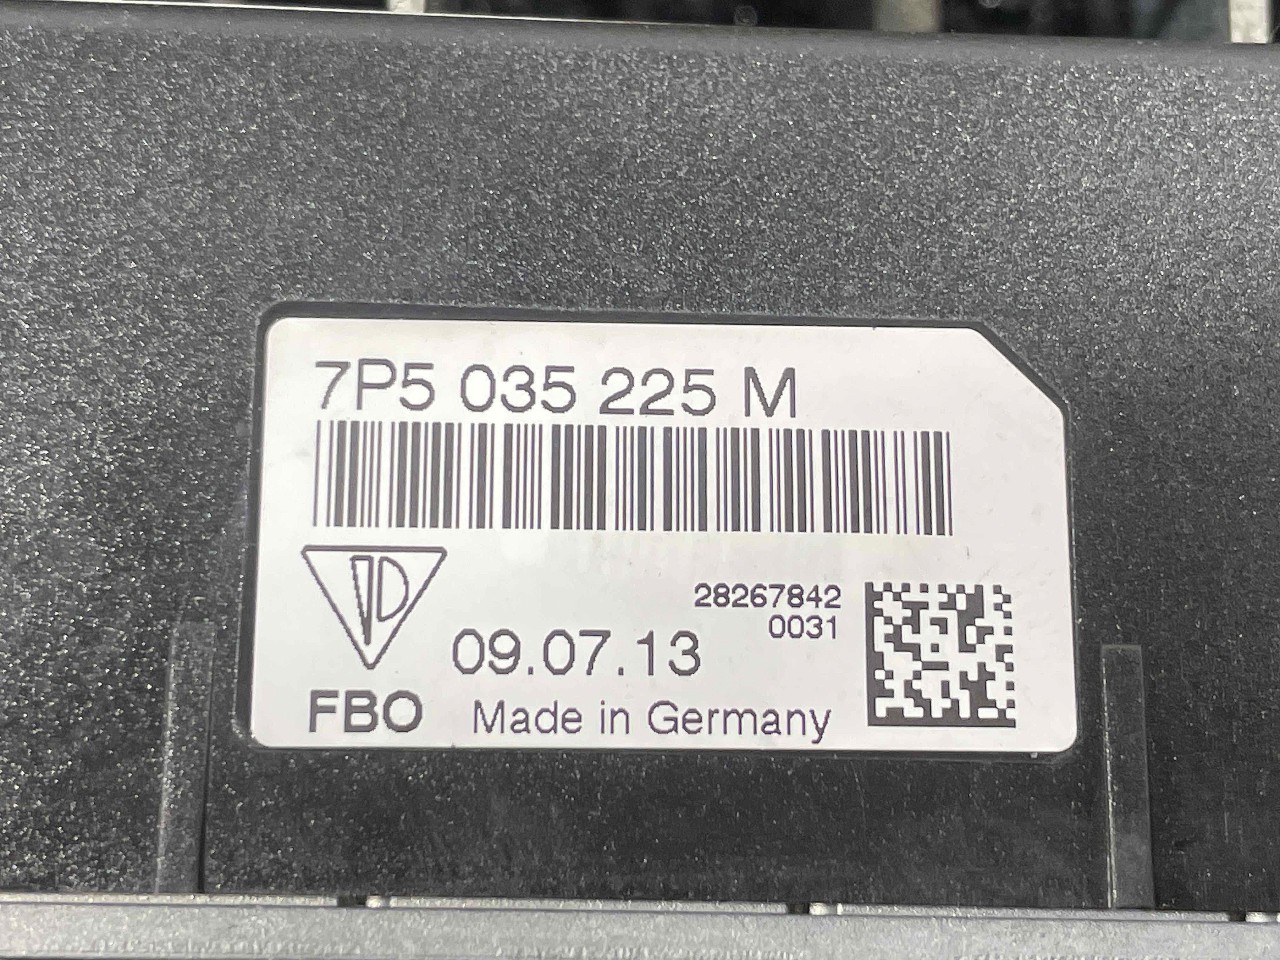 7P5 035 225 M
28267842
0031
09.07.13
FBO
Made in Germany